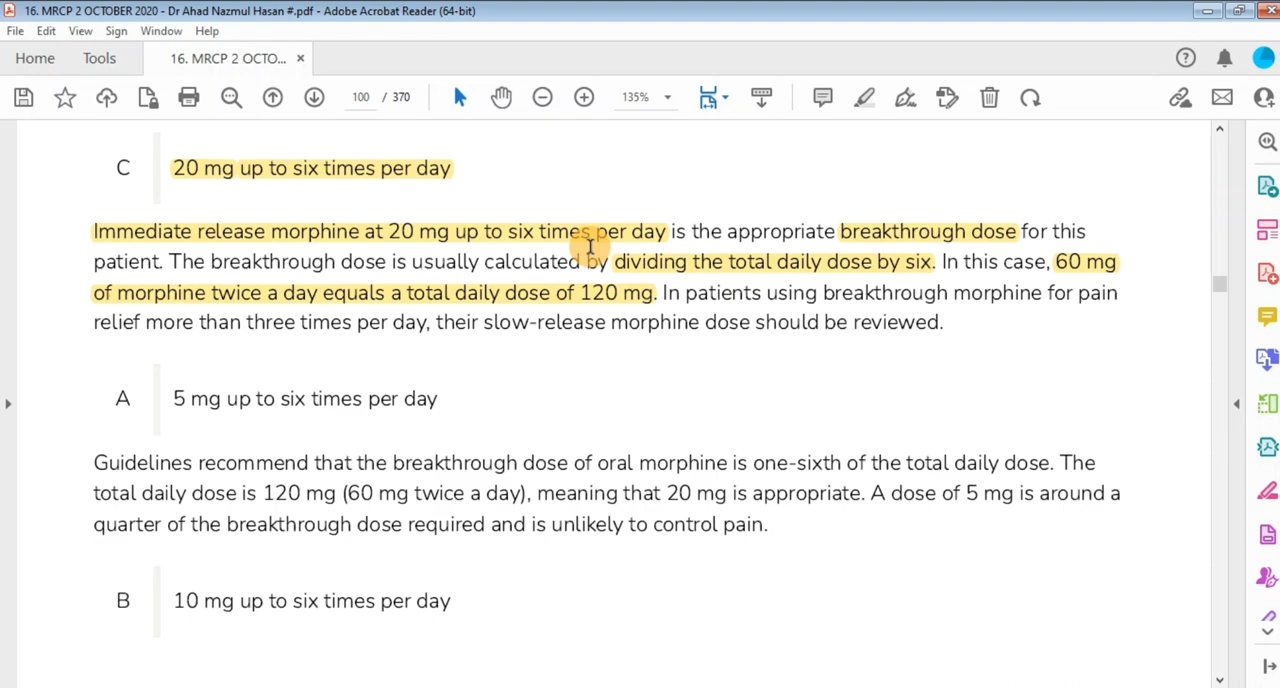 16. MRCP 2 OCTOBER 2020 - Dr Ahad Nazmul Hasan #.pdf - Adobe Acrobat Reader (64-bit)
File Edit View Sign Window Help
Home Tools 16. MRCP 2 OCTO... ×
100 / 370 135%
C 20 mg up to six times per day
Immediate release morphine at 20 mg up to six times per day is the appropriate breakthrough dose for this
patient. The breakthrough dose is usually calculated by dividing the total daily dose by six. In this case, 60 mg
of morphine twice a day equals a total daily dose of 120 mg. In patients using breakthrough morphine for pain
relief more than three times per day, their slow-release morphine dose should be reviewed.
A 5 mg up to six times per day
Guidelines recommend that the breakthrough dose of oral morphine is one-sixth of the total daily dose. The
total daily dose is 120 mg (60 mg twice a day), meaning that 20 mg is appropriate. A dose of 5 mg is around a
quarter of the breakthrough dose required and is unlikely to control pain.
B 10 mg up to six times per day